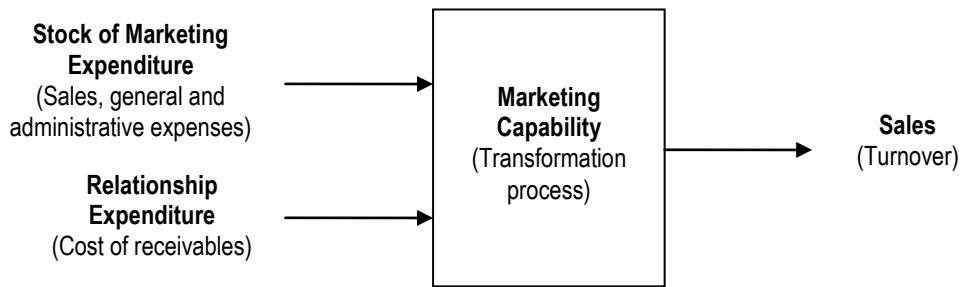 Stock of Marketing
Expenditure
(Sales, general and
administrative expenses)
Relationship
Expenditure
(Cost of receivables)
Marketing
Capability
(Transformation
process)
Sales
(Turnover)